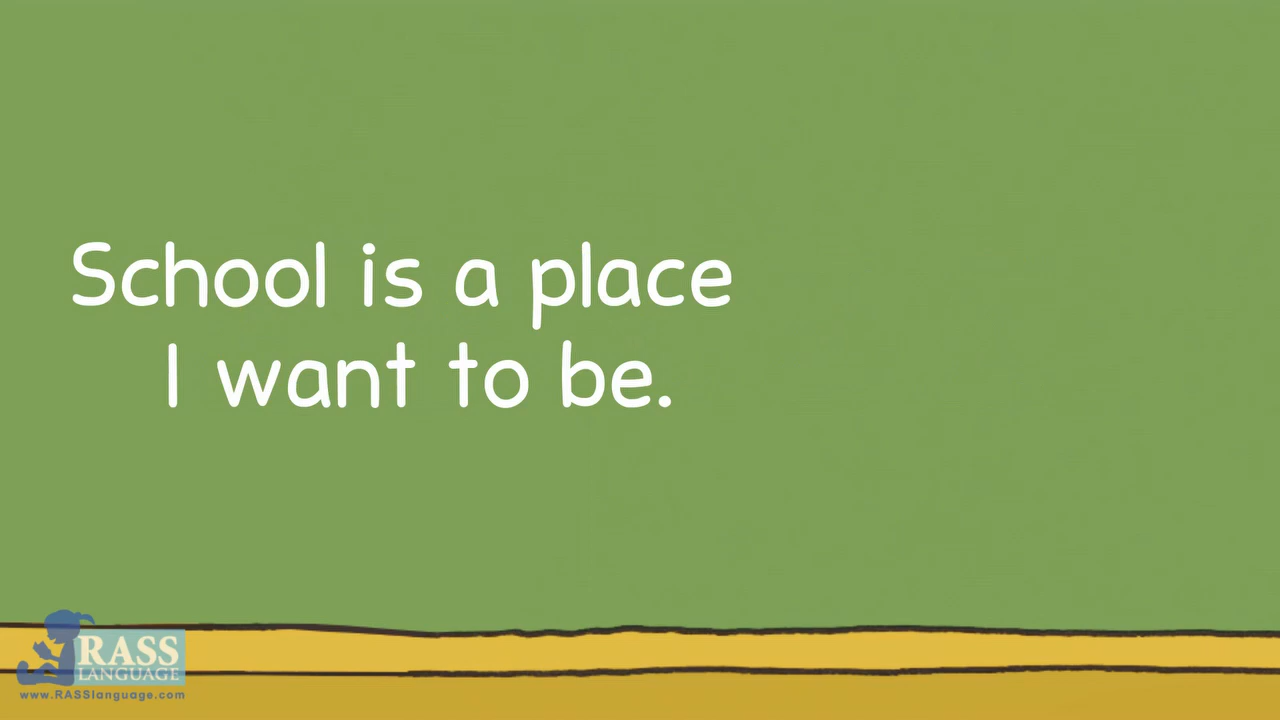 School is a place
I want to be.
RASS
LANGUAGE
www.RASSlanguage.com